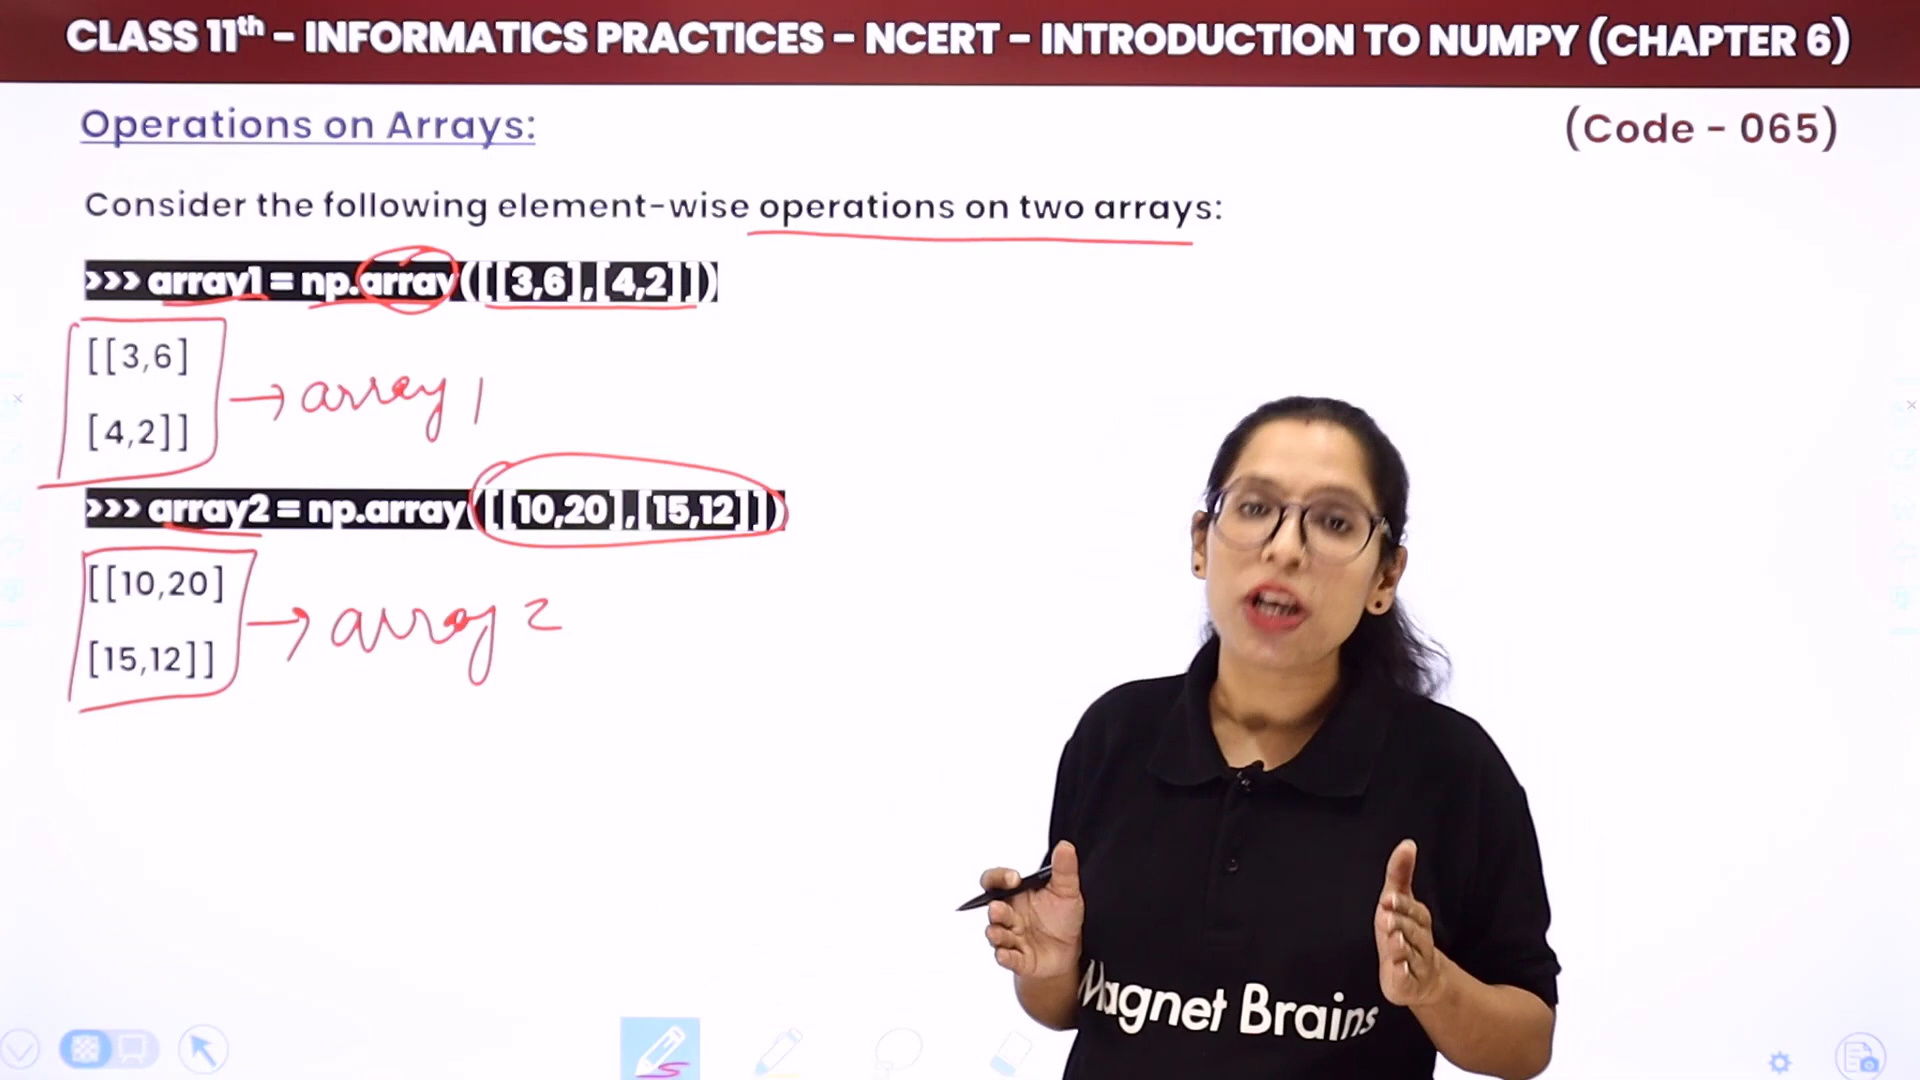 CLASS 11th - INFORMATICS PRACTICES - NCERT - INTRODUCTION TO NUMPY (CHAPTER 6)
Operations on Arrays:
(Code - 065)
Consider the following element-wise operations on two arrays:
>>> array1 = np.array([[3,6],[4,2]])
[[3,6]
[4,2]]
→ array 1
>>> array2 = np.array([[10,20],[15,12]])
[[10,20]
[15,12]]
→ array 2
Magnet Brains